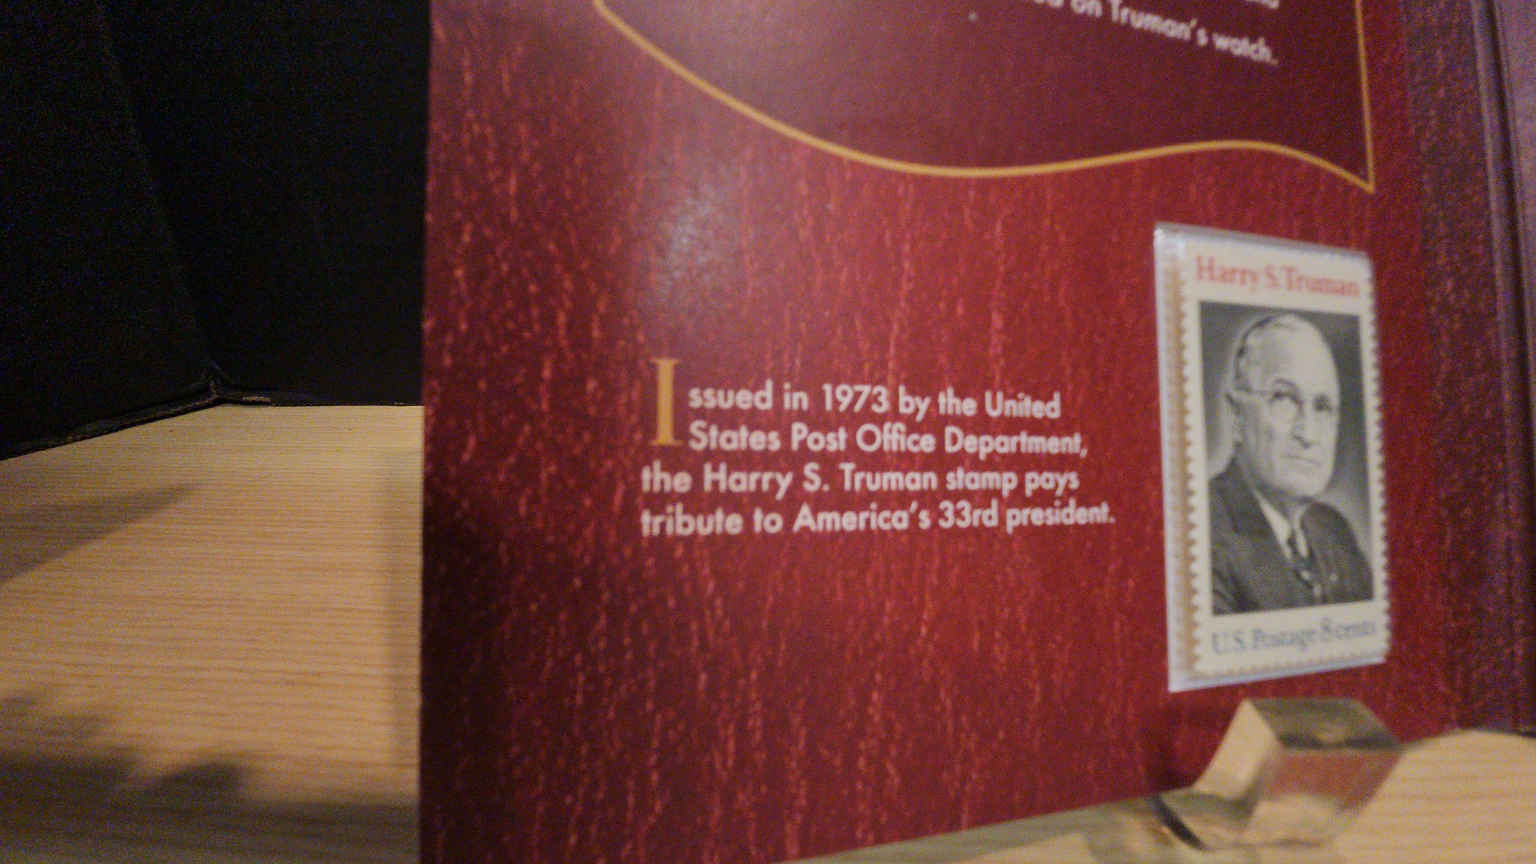 on Truman's watch.
Harry S. Truman
Issued in 1973 by the United
States Post Office Department,
the Harry S. Truman stamp pays
tribute to America's 33rd president.
U.S. Postage 8 cents